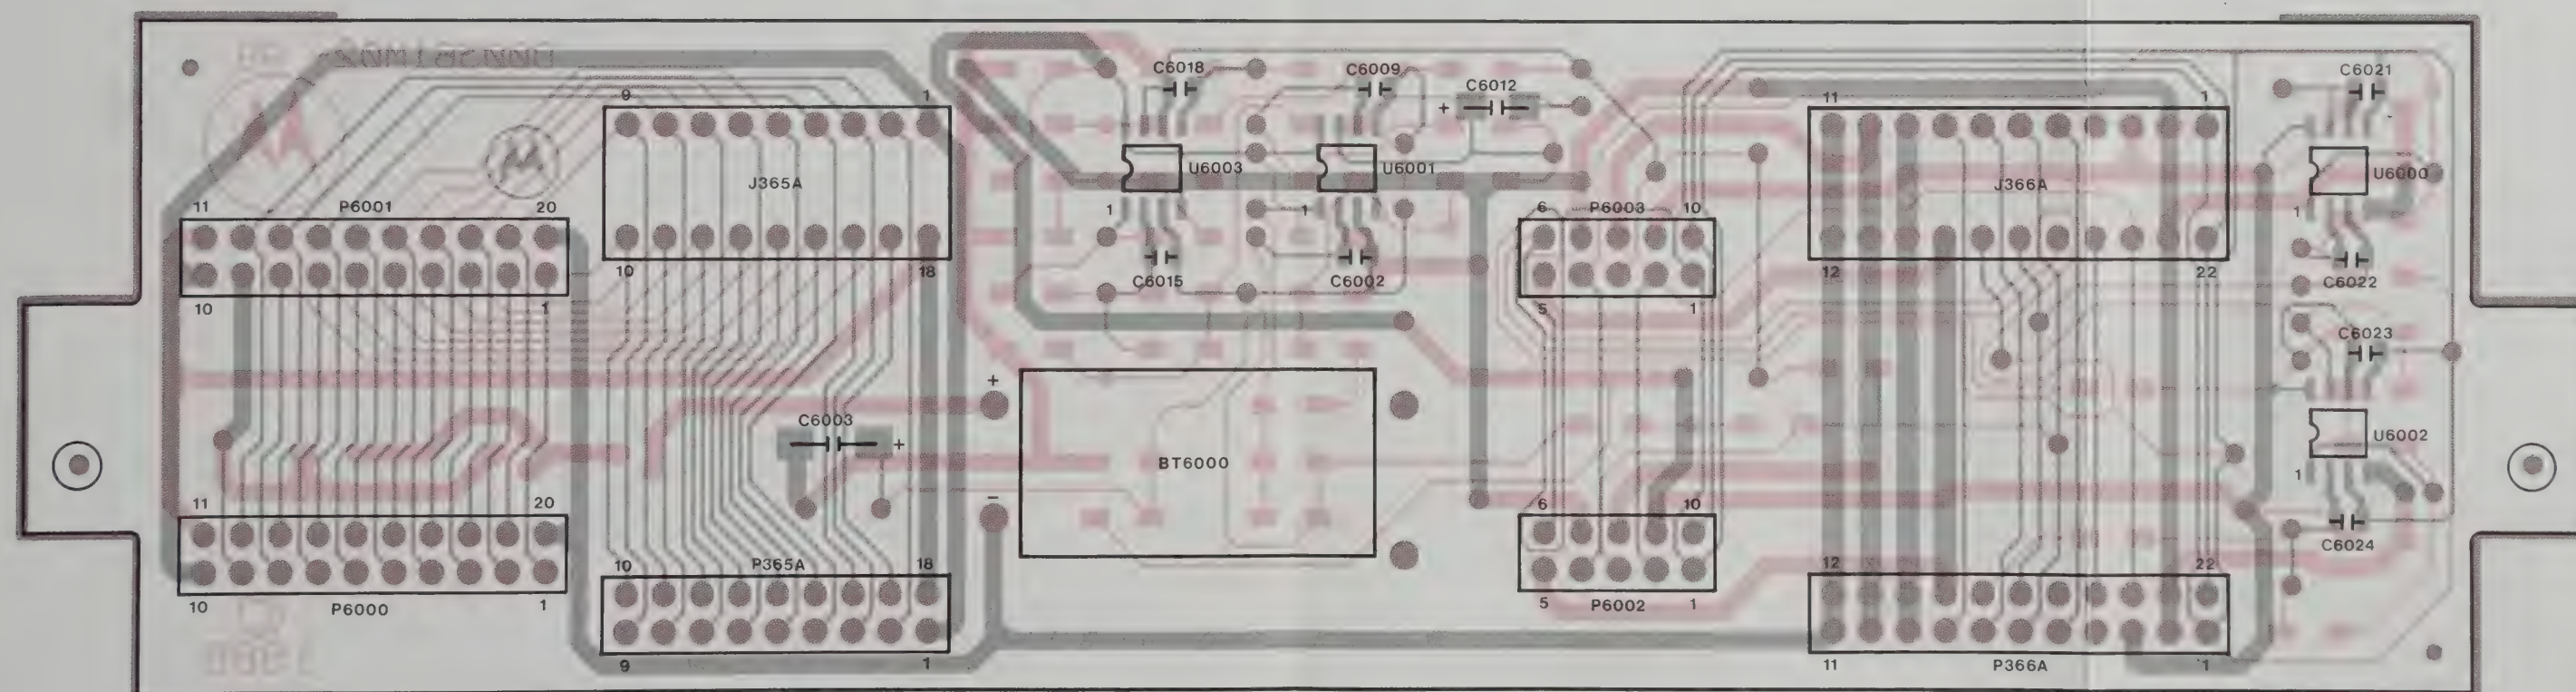 C6018
C6009
C6012
+
C6021
9
1
11
1
U6003
U6001
U6000
J365A
J366A
11
P6001
20
1
1
6
P6003
10
1
10
18
C6015
C6002
12
22
C6022
10
1
5
1
C6023
+
C6003
+
BT6000
U6002
1
−
11
20
6
10
C6024
10
P365A
18
12
22
10
P6000
1
5
P6002
1
9
1
11
P366A
1